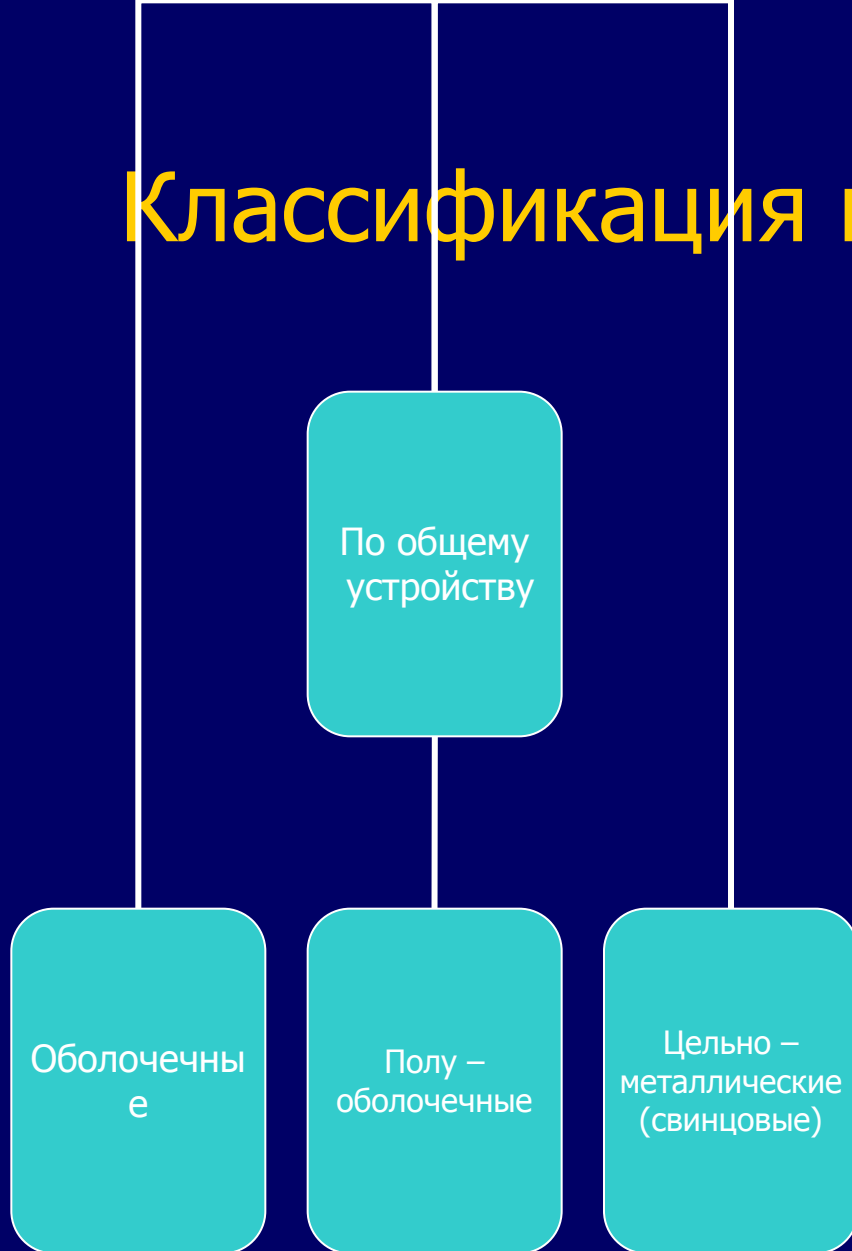 Классификация
По общему
устройству
Оболочечны
е
Полу –
оболочечные
Цельно –
металлические
(свинцовые)